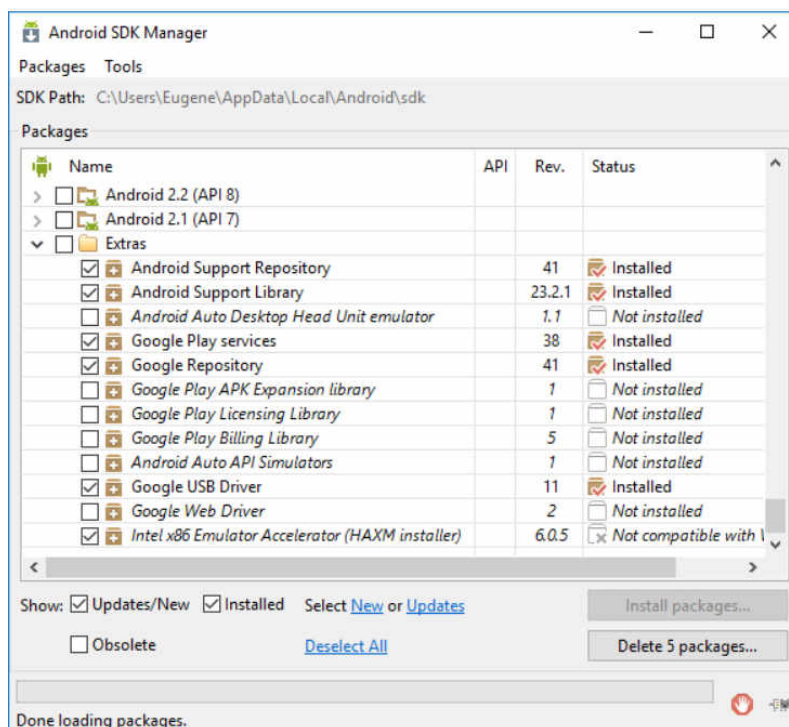 Android SDK Manager
Packages Tools
SDK Path: C:\Users\Eugene\AppData\Local\Android\sdk
Packages
Name API Rev. Status
Android 2.2 (API 8)
Android 2.1 (API 7)
Extras
Android Support Repository 41 Installed
Android Support Library 23.2.1 Installed
Android Auto Desktop Head Unit emulator 1.1 Not installed
Google Play services 38 Installed
Google Repository 41 Installed
Google Play APK Expansion library 1 Not installed
Google Play Licensing Library 1 Not installed
Google Play Billing Library 5 Not installed
Android Auto API Simulators 1 Not installed
Google USB Driver 11 Installed
Google Web Driver 2 Not installed
Intel x86 Emulator Accelerator (HAXM installer) 6.0.5 Not compatible with
Show: Updates/New Installed Select New or Updates Install packages...
Obsolete Deselect All Delete 5 packages...
Done loading packages.